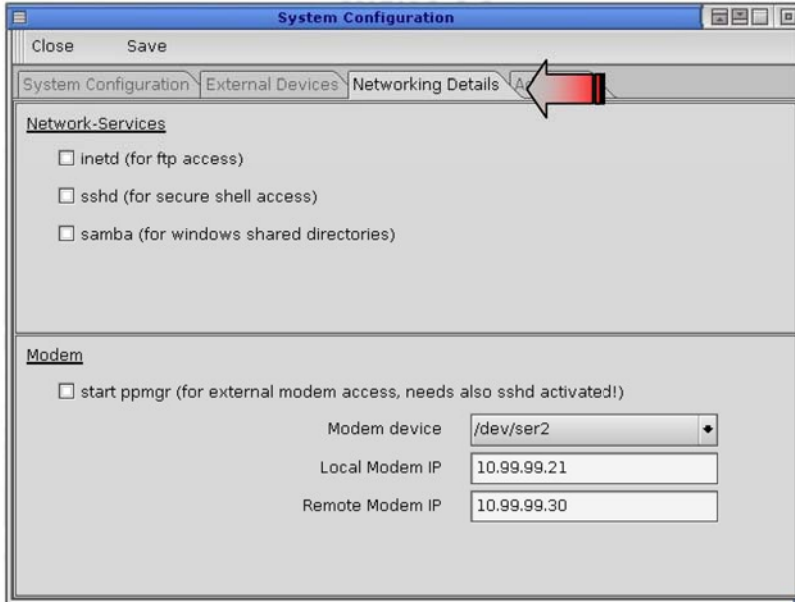 System Configuration
Close Save
System Configuration External Devices Networking Details
Network-Services
inetd (for ftp access)
sshd (for secure shell access)
samba (for windows shared directories)
Modem
start ppmgr (for external modem access, needs also sshd activated!)
Modem device /dev/ser2
Local Modem IP 10.99.99.21
Remote Modem IP 10.99.99.30